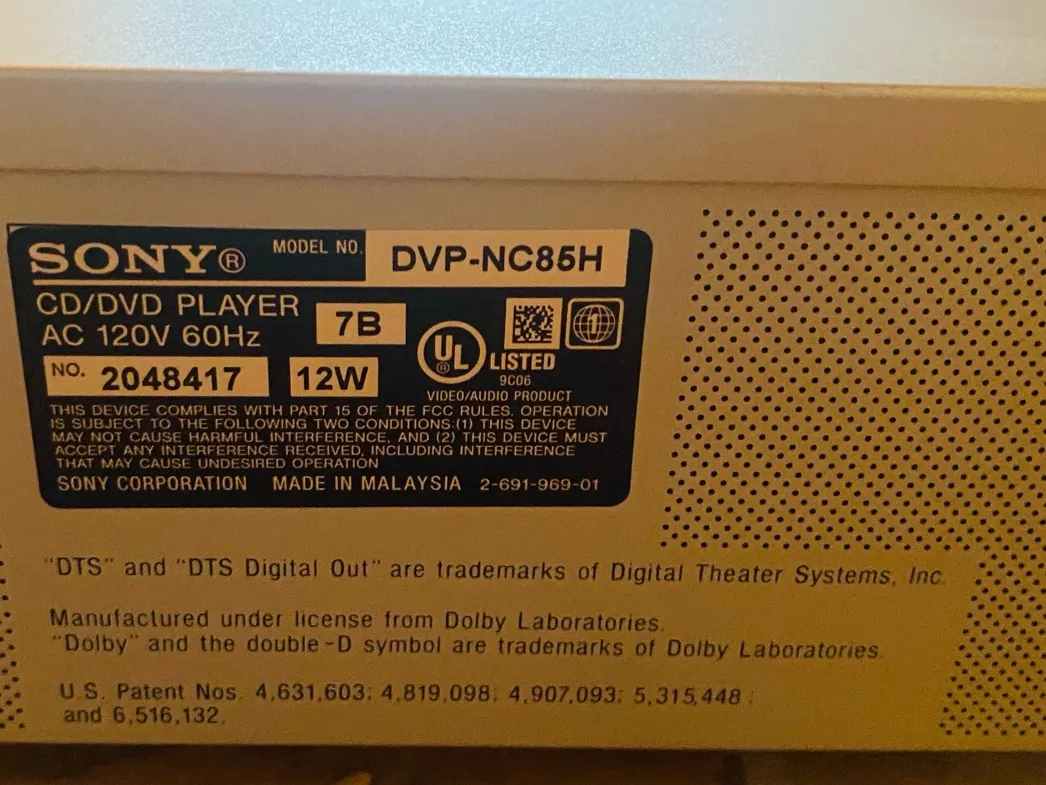 SONY® MODEL NO. DVP-NC85H
CD/DVD PLAYER
AC 120V 60Hz 7B
NO. 2048417 12W
UL ® LISTED
9C06
VIDEO/AUDIO PRODUCT
1
THIS DEVICE COMPLIES WITH PART 15 OF THE FCC RULES. OPERATION
IS SUBJECT TO THE FOLLOWING TWO CONDITIONS:(1) THIS DEVICE
MAY NOT CAUSE HARMFUL INTERFERENCE, AND (2) THIS DEVICE MUST
ACCEPT ANY INTERFERENCE RECEIVED, INCLUDING INTERFERENCE
THAT MAY CAUSE UNDESIRED OPERATION
SONY CORPORATION MADE IN MALAYSIA 2-691-969-01
"DTS" and "DTS Digital Out" are trademarks of Digital Theater Systems, Inc.
Manufactured under license from Dolby Laboratories.
"Dolby" and the double-D symbol are trademarks of Dolby Laboratories.
U.S. Patent Nos. 4,631,603; 4,819,098; 4,907,093; 5,315,448;
and 6,516,132.